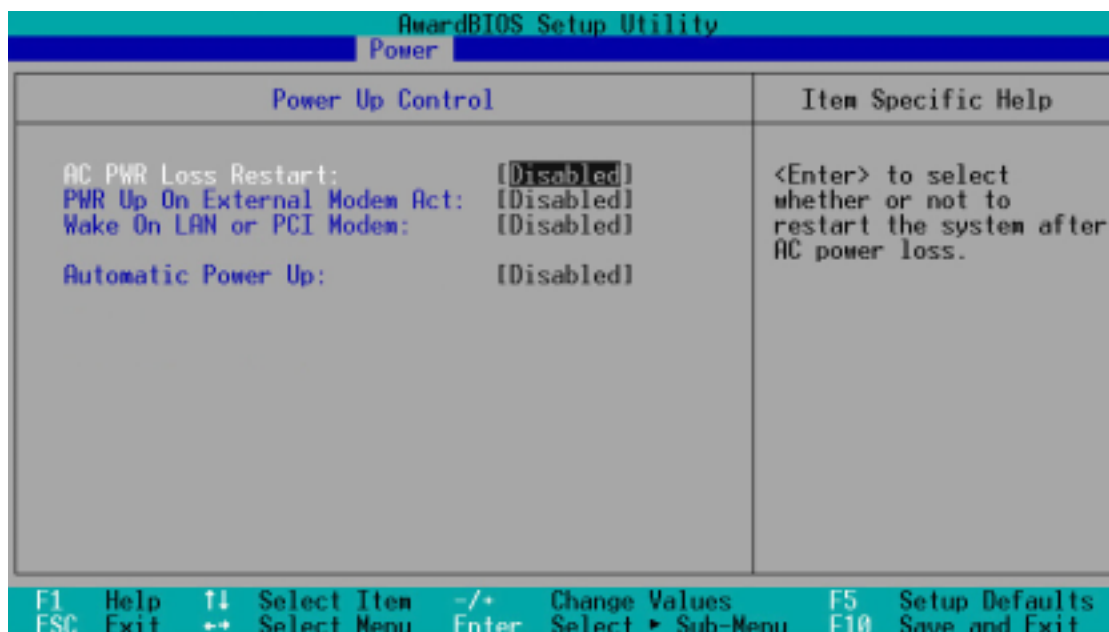 AwardBIOS Setup Utility
Power
Power Up Control
Item Specific Help
AC PWR Loss Restart: [Disabled]
PWR Up On External Modem Act: [Disabled]
Wake On LAN or PCI Modem: [Disabled]
Automatic Power Up: [Disabled]
<Enter> to select
whether or not to
restart the system after
AC power loss.
F1 Help ↑↓ Select Item -/+ Change Values F5 Setup Defaults
ESC Exit ←→ Select Menu Enter Select ► Sub-Menu F10 Save and Exit